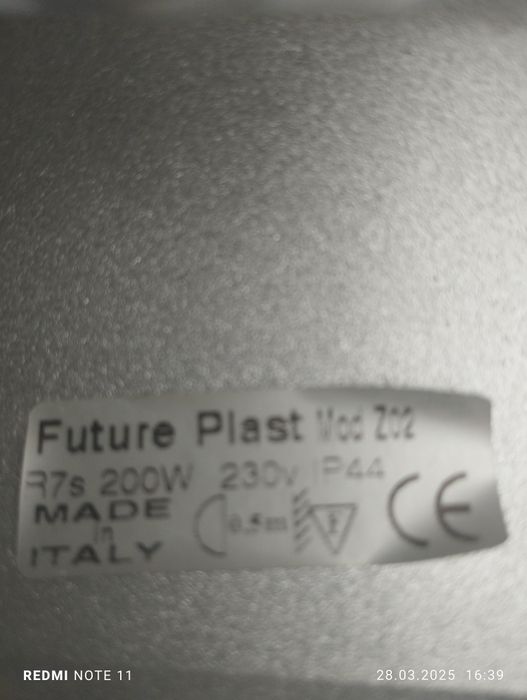 Future Plast Mod Z02
R7s 200W 230v IP44
MADE
in
ITALY
0.5m
F
CE
REDMI NOTE 11
28.03.2025 16:39